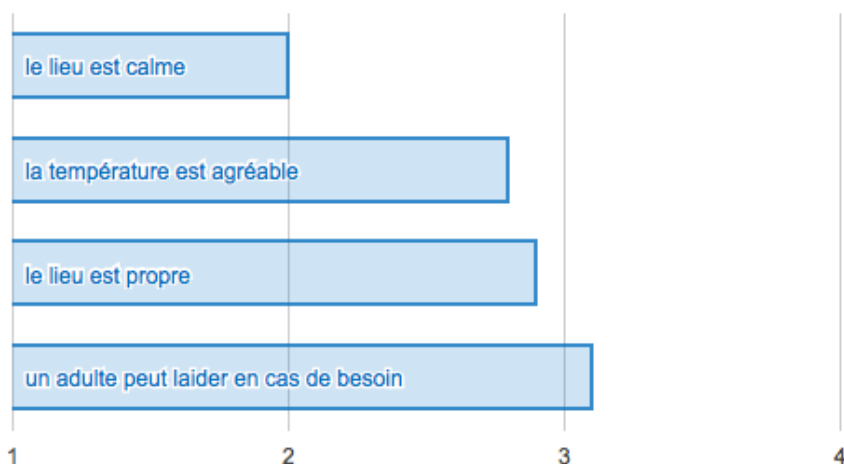 le lieu est calme
la température est agréable
le lieu est propre
un adulte peut laider en cas de besoin
1 2 3 4